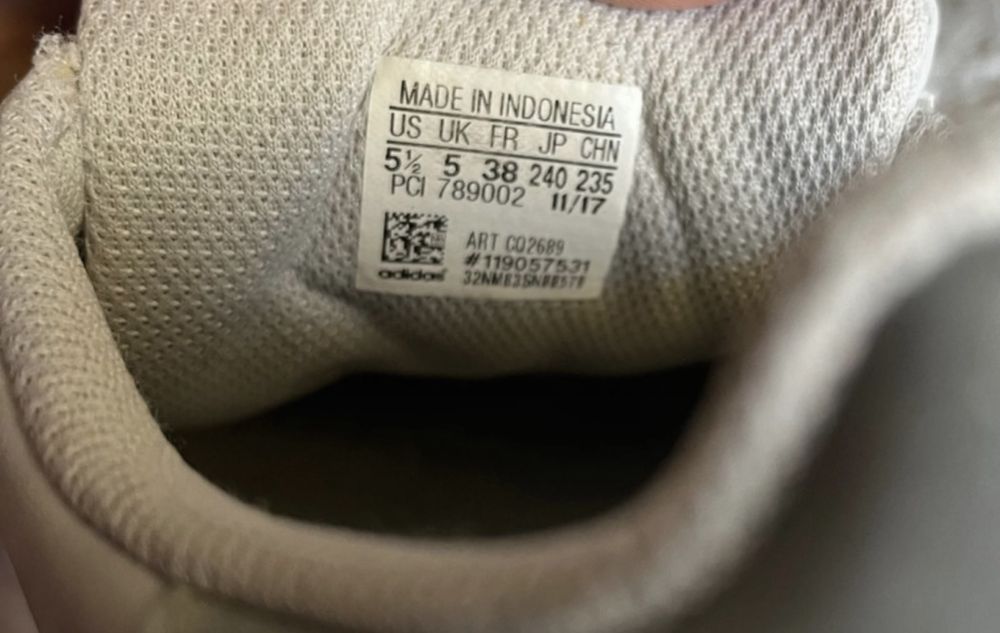 MADE IN INDONESIA
US UK FR JP CHN
5½ 5 38 240 235
PCI 789002 11/17
ART CQ2689
#119057531
adidas